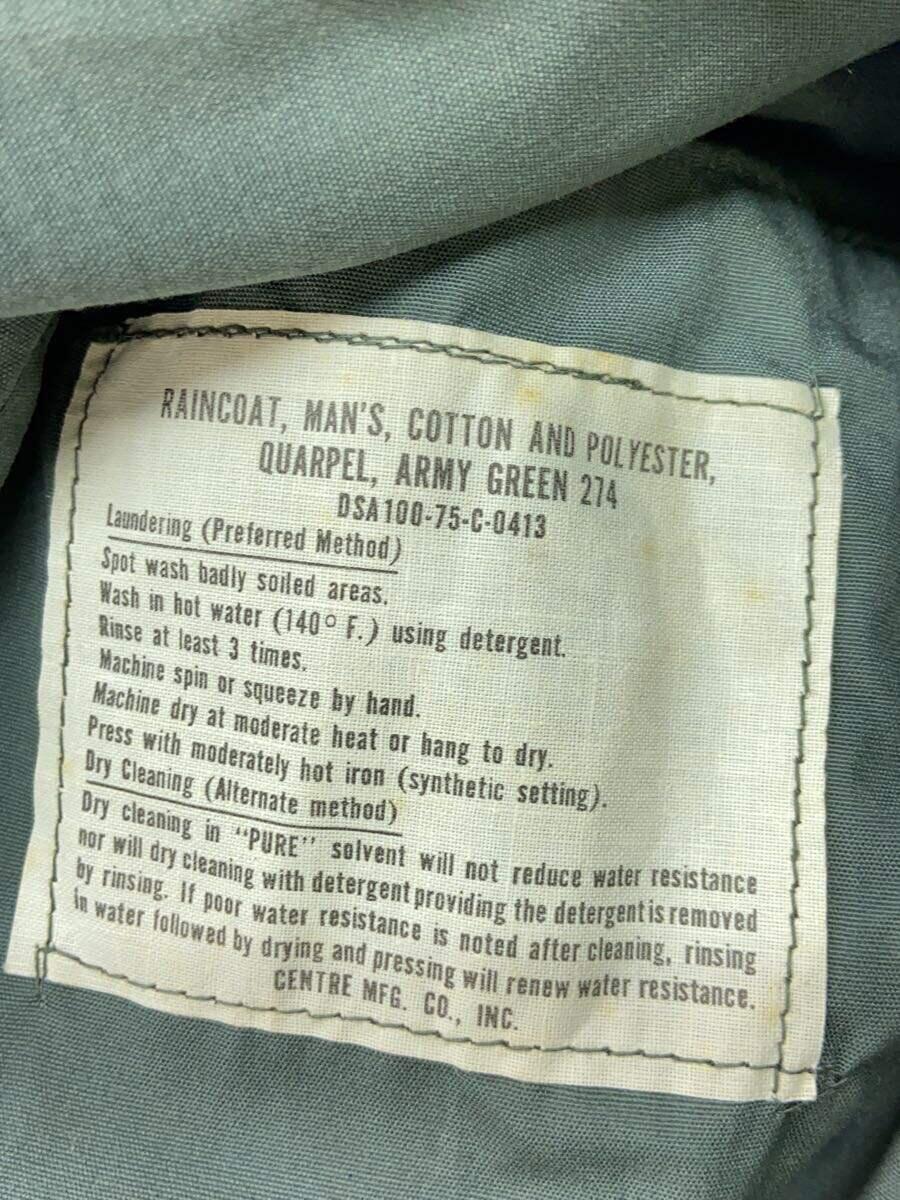 RAINCOAT, MAN'S, COTTON AND POLYESTER,
QUARPEL, ARMY GREEN 274
DSA100-75-C-0413
Laundering (Preferred Method)
Spot wash badly soiled areas.
Wash in hot water (140° F.) using detergent.
Rinse at least 3 times.
Machine spin or squeeze by hand.
Machine dry at moderate heat or hang to dry.
Press with moderately hot iron (synthetic setting).
Dry Cleaning (Alternate method)
Dry cleaning in "PURE" solvent will not reduce water resistance
nor will dry cleaning with detergent providing the detergent is removed
by rinsing. If poor water resistance is noted after cleaning, rinsing
in water followed by drying and pressing will renew water resistance.
CENTRE MFG. CO., INC.